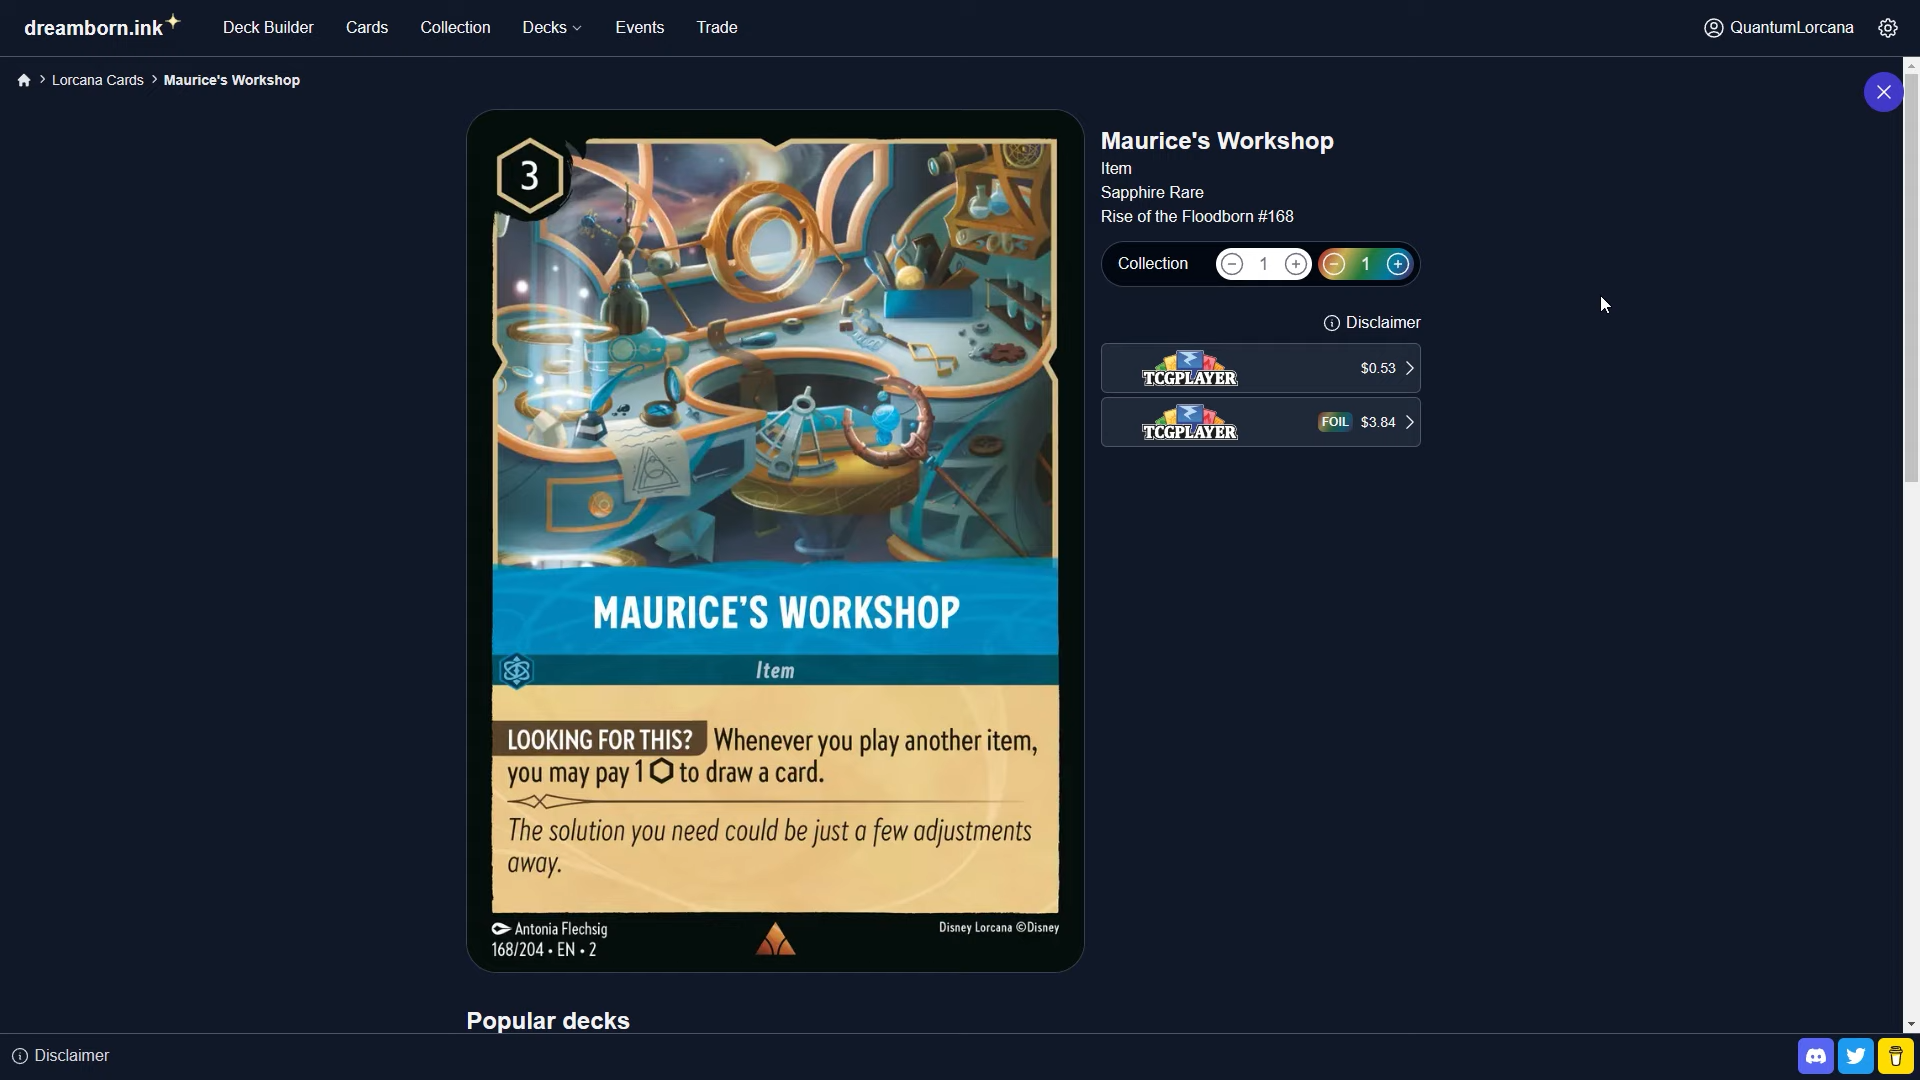 dreamborn.ink Deck Builder Cards Collection Decks Events Trade QuantumLorcana
Lorcana Cards > Maurice's Workshop
3
MAURICE'S WORKSHOP
Item
LOOKING FOR THIS? Whenever you play another item,
you may pay 1 ⬡ to draw a card.
The solution you need could be just a few adjustments
away.
Antonia Flechsig
168/204 • EN • 2
Disney Lorcana ©Disney
Maurice's Workshop
Item
Sapphire Rare
Rise of the Floodborn #168
Collection 1 1
Disclaimer
TCGPLAYER $0.53
TCGPLAYER FOIL $3.84
Popular decks
Disclaimer